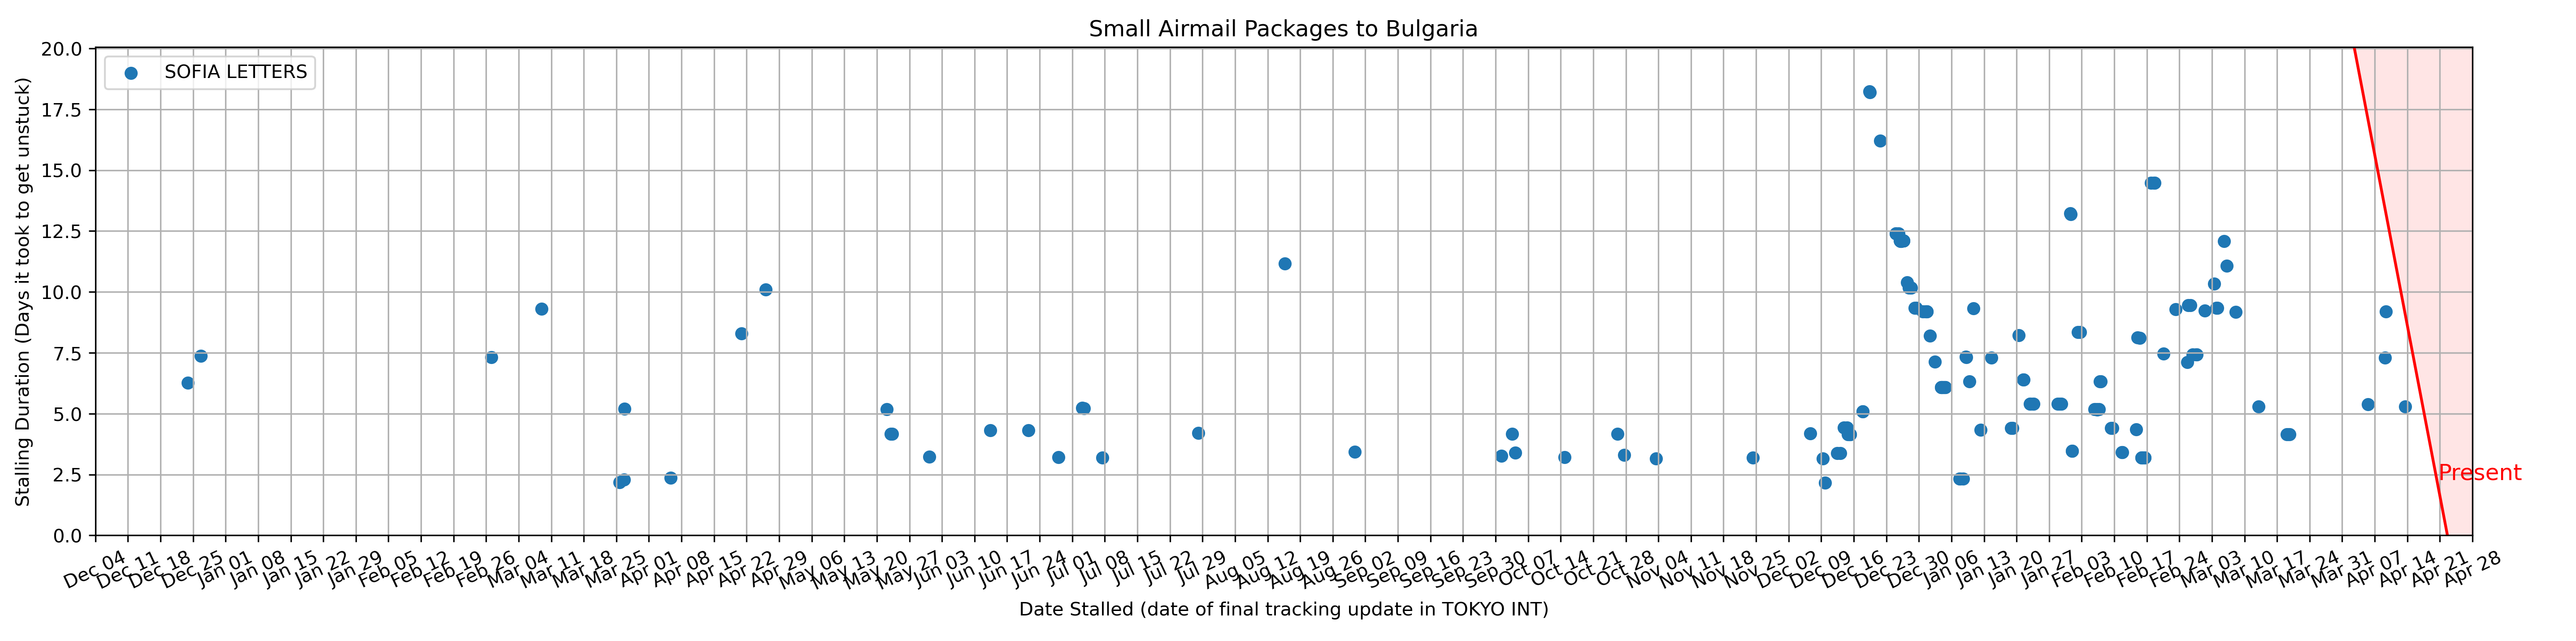 Small Airmail Packages to Bulgaria
SOFIA LETTERS
Stalling Duration (Days it took to get unstuck)
20.0
17.5
15.0
12.5
10.0
7.5
5.0
2.5
0.0
Present
Dec 04 Dec 11 Dec 18 Dec 25 Jan 01 Jan 08 Jan 15 Jan 22 Jan 29 Feb 05 Feb 12 Feb 19 Feb 26 Mar 04 Mar 11 Mar 18 Mar 25 Apr 01 Apr 08 Apr 15 Apr 22 Apr 29 May 06 May 13 May 20 May 27 Jun 03 Jun 10 Jun 17 Jun 24 Jul 01 Jul 08 Jul 15 Jul 22 Jul 29 Aug 05 Aug 12 Aug 19 Aug 26 Sep 02 Sep 09 Sep 16 Sep 23 Sep 30 Oct 07 Oct 14 Oct 21 Oct 28 Nov 04 Nov 11 Nov 18 Nov 25 Dec 02 Dec 09 Dec 16 Dec 23 Dec 30 Jan 06 Jan 13 Jan 20 Jan 27 Feb 03 Feb 10 Feb 17 Feb 24 Mar 03 Mar 10 Mar 17 Mar 24 Mar 31 Apr 07 Apr 14 Apr 21 Apr 28
Date Stalled (date of final tracking update in TOKYO INT)